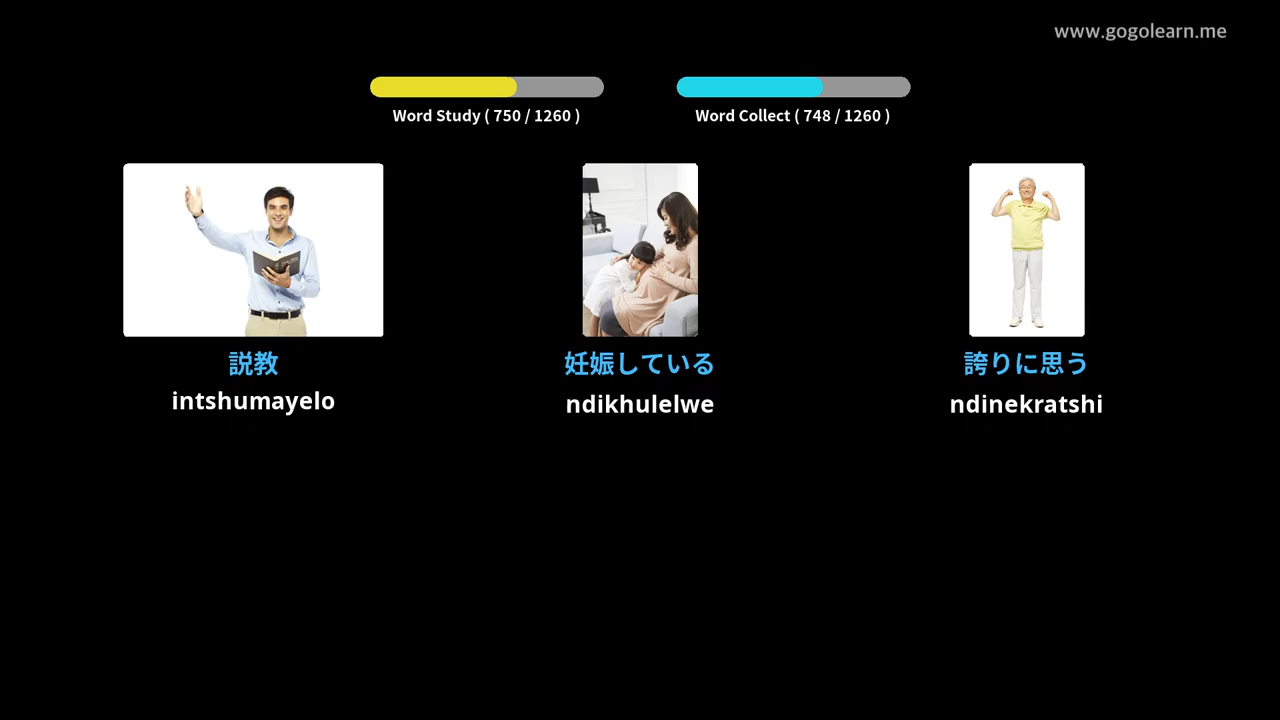 www.gogolearn.me
Word Study ( 750 / 1260 )
Word Collect ( 748 / 1260 )
説教
intshumayelo
妊娠している
ndikhulelwe
誇りに思う
ndinekratshi